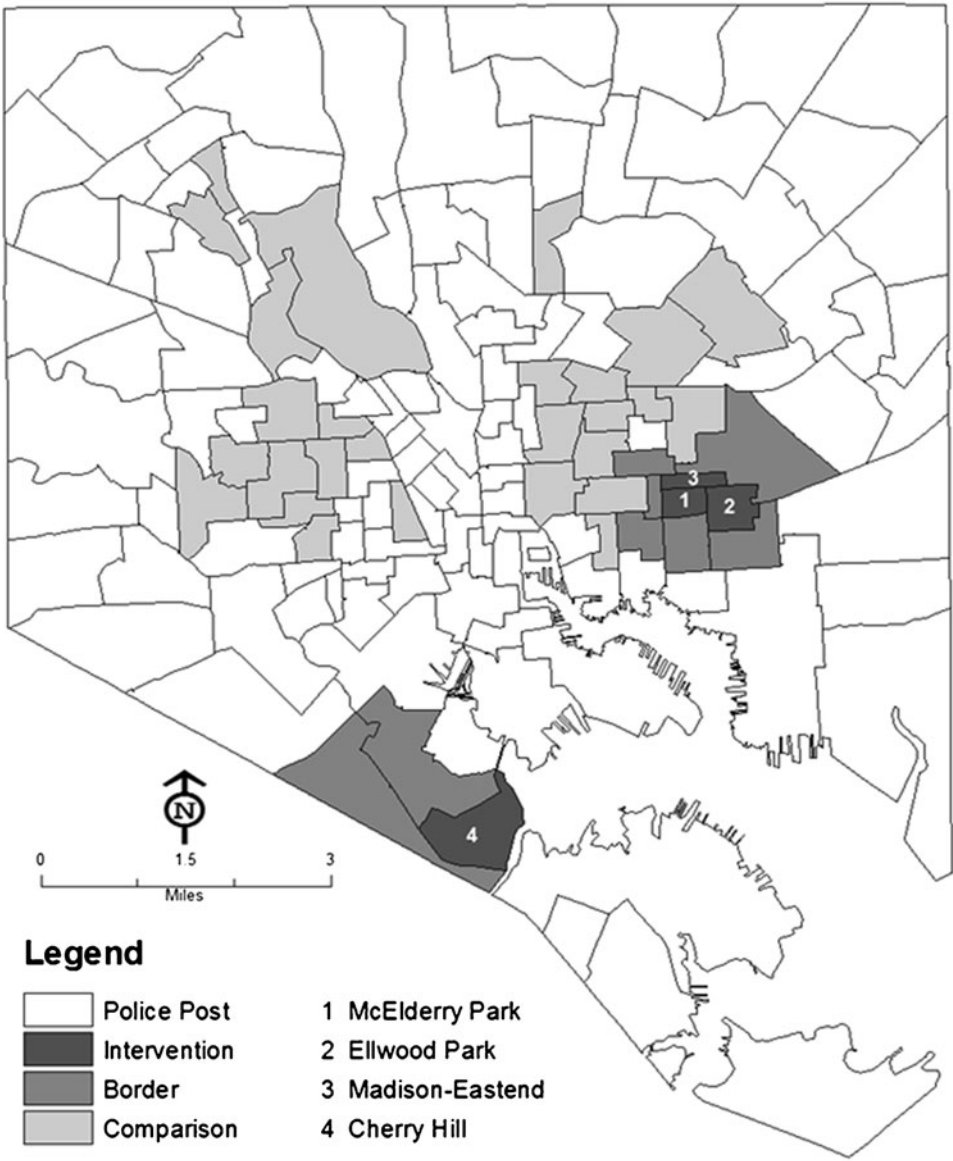 3
1
2
4
N
0 1.5 3
Miles
Legend
Police Post 1 McElderry Park
Intervention 2 Ellwood Park
Border 3 Madison-Eastend
Comparison 4 Cherry Hill